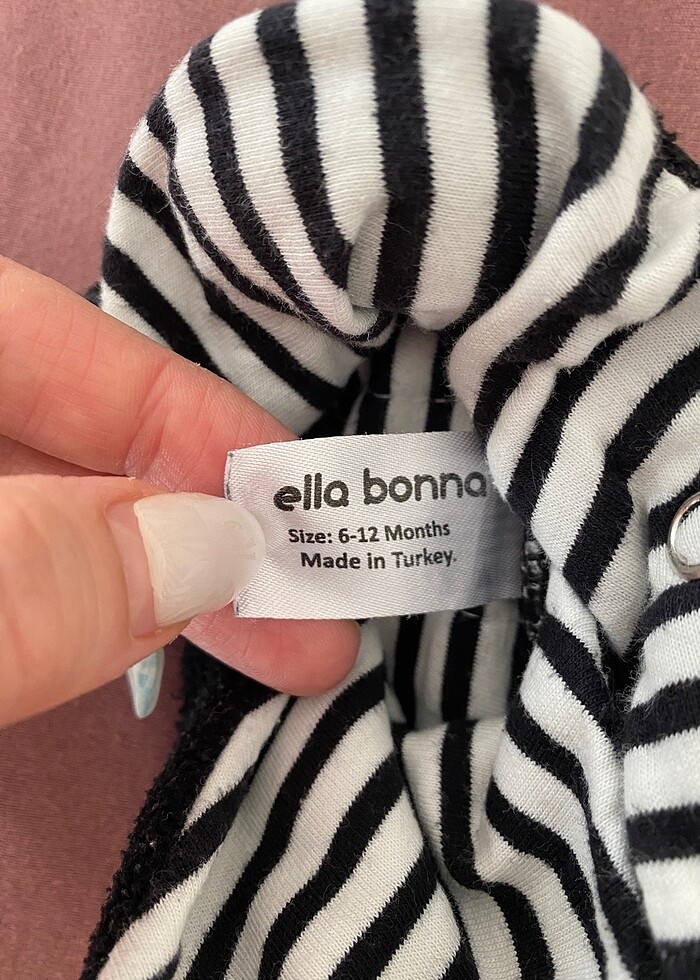 ella bonna
Size: 6-12 Months
Made in Turkey.